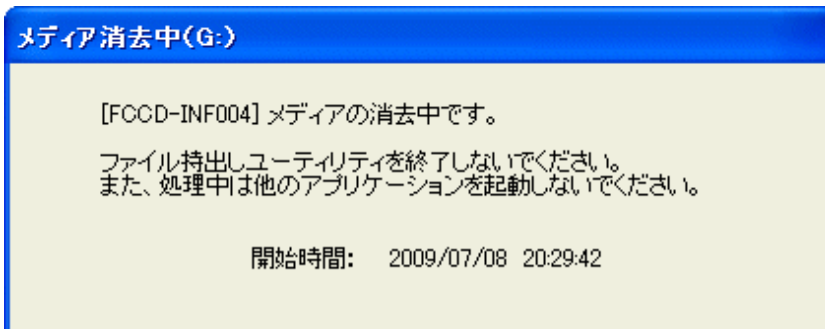 メディア消去中(G:)
[FCCD-INF004] メディアの消去中です。
ファイル持出しユーティリティを終了しないでください。
また、処理中は他のアプリケーションを起動しないでください。
開始時間: 2009/07/08 20:29:42